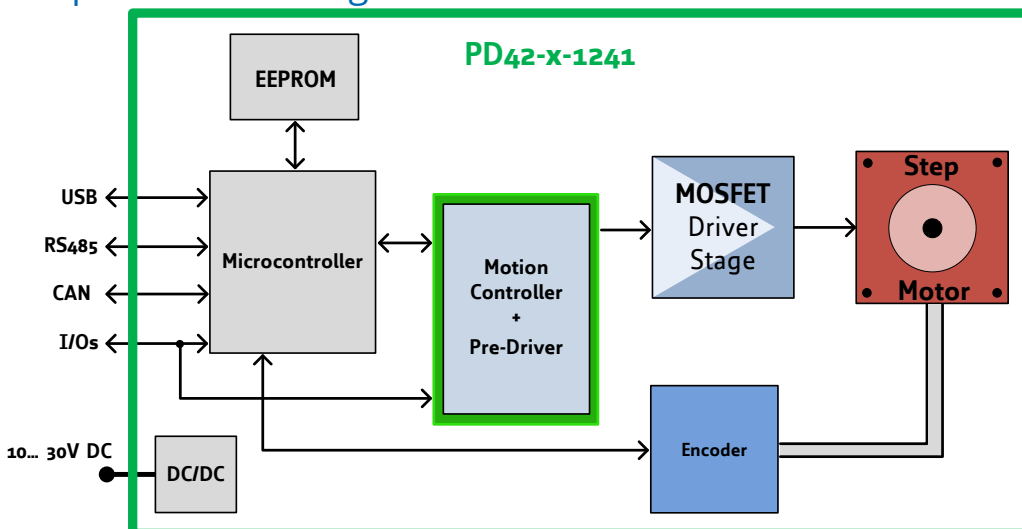 PD42-x-1241
EEPROM
USB
RS485
CAN
I/Os
Microcontroller
Motion
Controller
+
Pre-Driver
MOSFET
Driver
Stage
Step
Motor
Encoder
10... 30V DC
DC/DC